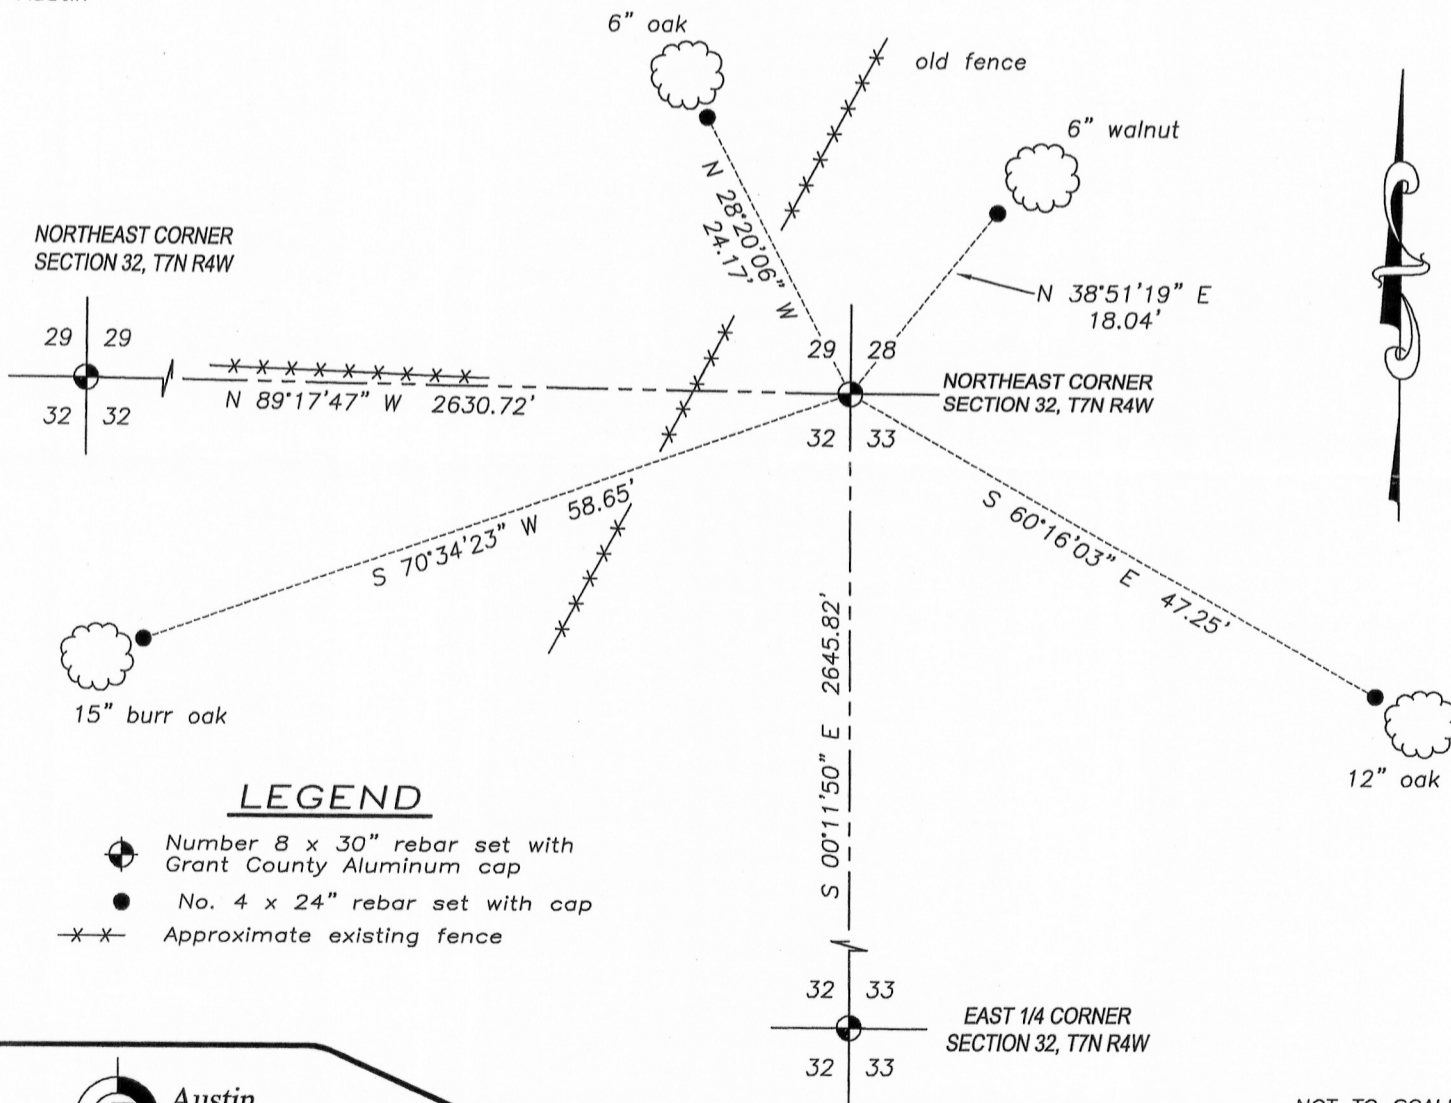 6" oak
old fence
6" walnut
N 28°20'06" W
24.17'
N 38°51'19" E
18.04'
NORTHEAST CORNER
SECTION 32, T7N R4W
29 29
32 32
N 89°17'47" W 2630.72'
29 28
32 33
NORTHEAST CORNER
SECTION 32, T7N R4W
S 70°34'23" W 58.65'
S 60°16'03" E 47.25'
15" burr oak
12" oak
S 00°11'50" E 2645.82'
LEGEND
Number 8 x 30" rebar set with
Grant County Aluminum cap
No. 4 x 24" rebar set with cap
Approximate existing fence
32 33
32 33
EAST 1/4 CORNER
SECTION 32, T7N R4W
Austin